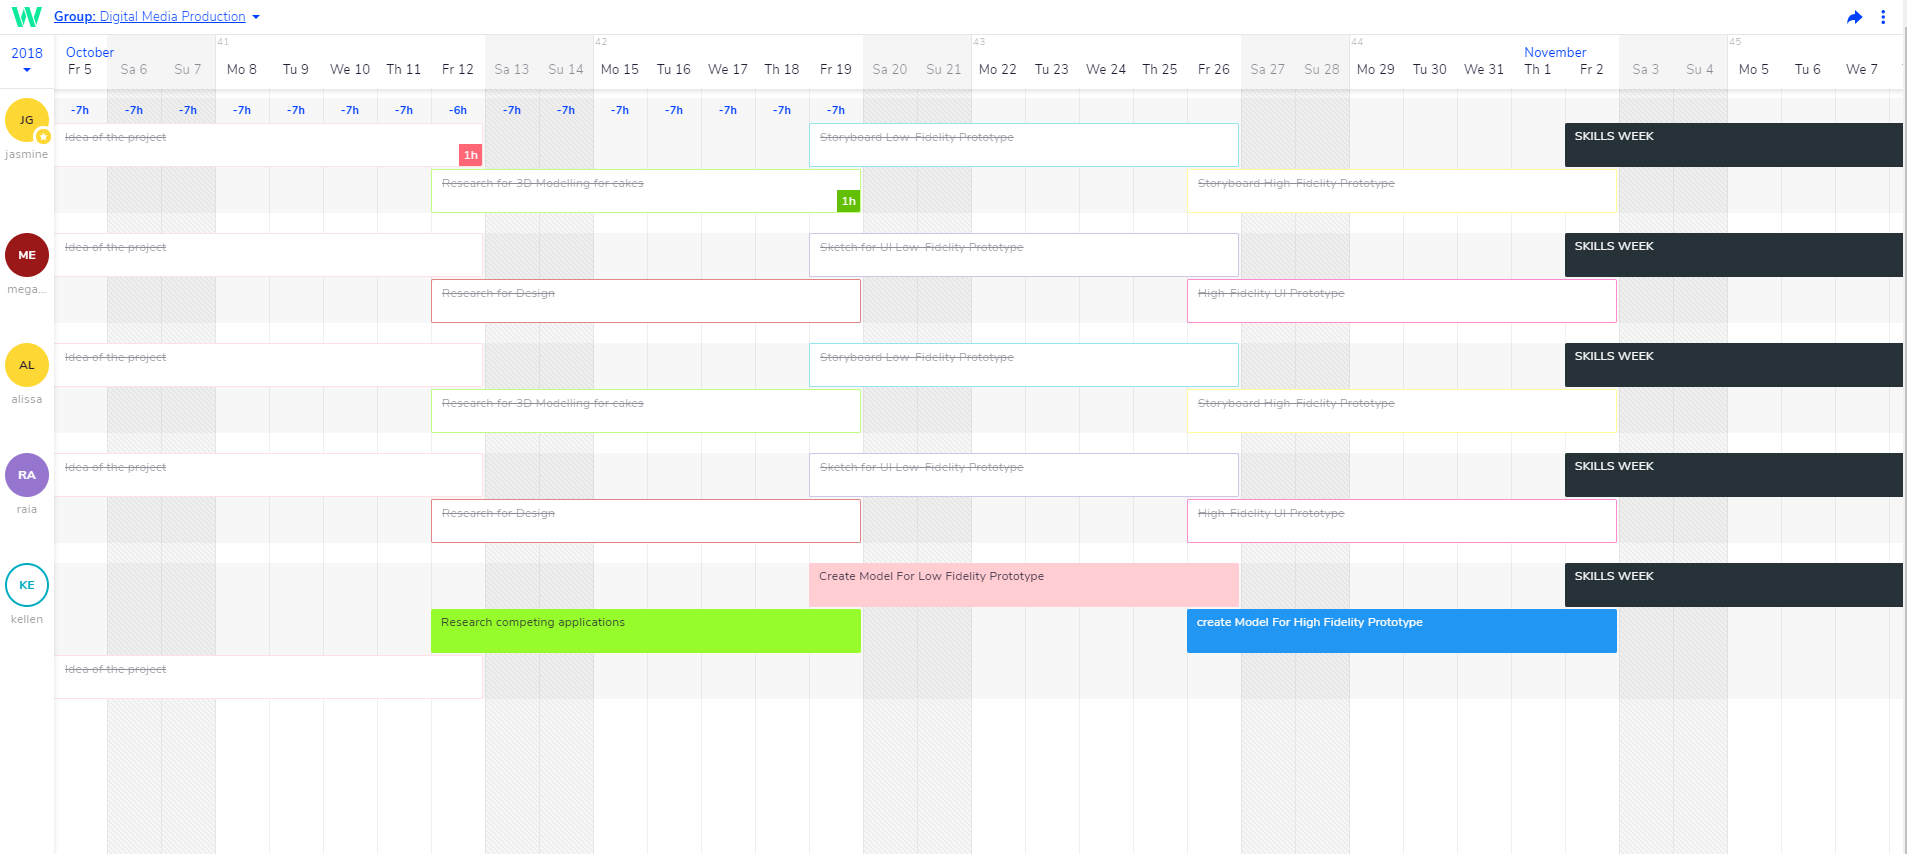 W Group: Digital Media Production
41 42 43 44 45
2018 October November
Fr 5 Sa 6 Su 7 Mo 8 Tu 9 We 10 Th 11 Fr 12 Sa 13 Su 14 Mo 15 Tu 16 We 17 Th 18 Fr 19 Sa 20 Su 21 Mo 22 Tu 23 We 24 Th 25 Fr 26 Sa 27 Su 28 Mo 29 Tu 30 We 31 Th 1 Fr 2 Sa 3 Su 4 Mo 5 Tu 6 We 7
-7h -7h -7h -7h -7h -7h -7h -6h -7h -7h -7h -7h -7h -7h -7h
JG
jasmine
Idea of the project Storyboard Low-Fidelity Prototype SKILLS WEEK
1h
Research for 3D Modelling for cakes Storyboard High-Fidelity Prototype
1h
ME
mega...
Idea of the project Sketch for UI Low-Fidelity Prototype SKILLS WEEK
Research for Design High-Fidelity UI Prototype
AL
alissa
Idea of the project Storyboard Low-Fidelity Prototype SKILLS WEEK
Research for 3D Modelling for cakes Storyboard High-Fidelity Prototype
RA
raia
Idea of the project Sketch for UI Low-Fidelity Prototype SKILLS WEEK
Research for Design High-Fidelity UI Prototype
KE
kellen
Create Model For Low Fidelity Prototype SKILLS WEEK
Research competing applications create Model For High Fidelity Prototype
Idea of the project